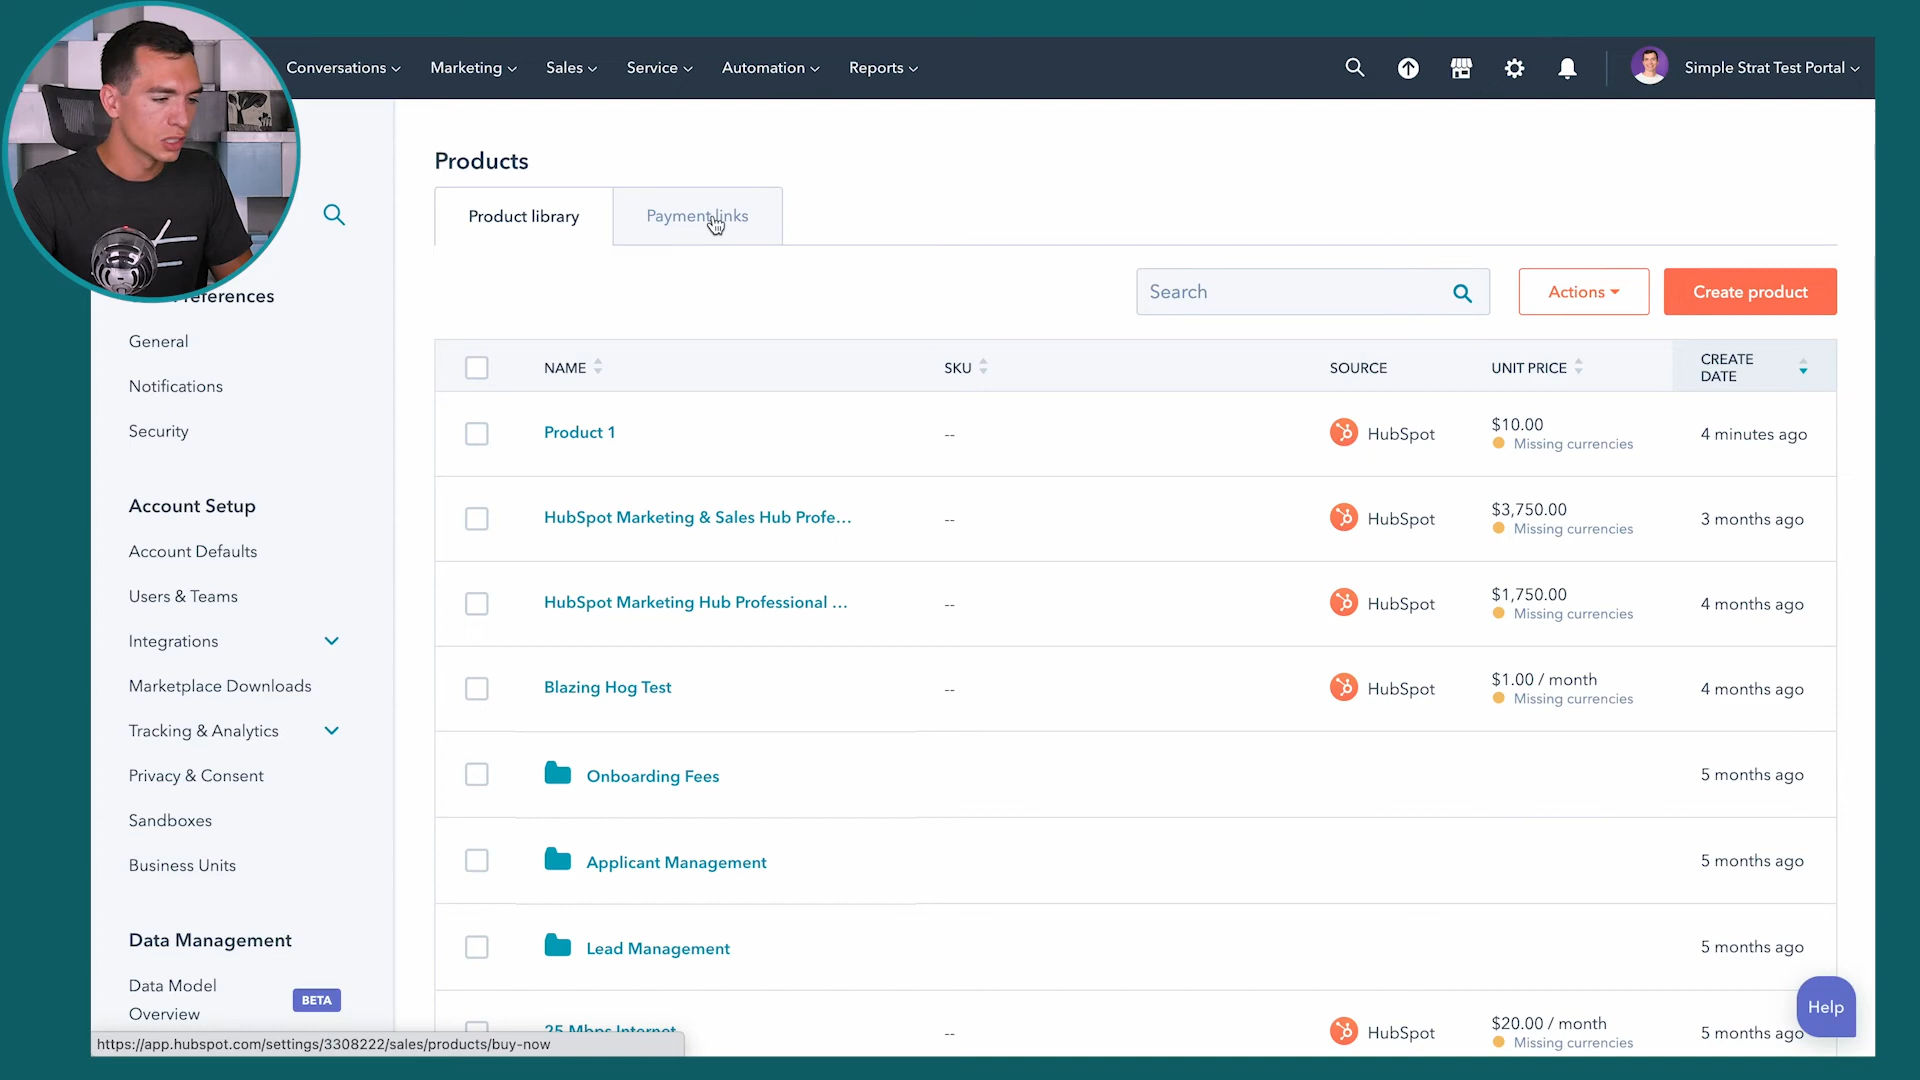 Conversations
Marketing
Sales
Service
Automation
Reports
Simple Strat Test Portal
Products
Product library
Payment links
Search
Actions
Create product
General
Notifications
Security
Account Setup
Account Defaults
Users & Teams
Integrations
Marketplace Downloads
Tracking & Analytics
Privacy & Consent
Sandboxes
Business Units
Data Management
Data Model
Overview
BETA
NAME
SKU
SOURCE
UNIT PRICE
CREATE
DATE
Product 1
--
HubSpot
$10.00
Missing currencies
4 minutes ago
HubSpot Marketing & Sales Hub Profe...
--
HubSpot
$3,750.00
Missing currencies
3 months ago
HubSpot Marketing Hub Professional ...
--
HubSpot
$1,750.00
Missing currencies
4 months ago
Blazing Hog Test
--
HubSpot
$1.00 / month
Missing currencies
4 months ago
Onboarding Fees
5 months ago
Applicant Management
5 months ago
Lead Management
5 months ago
25 Mbps Internet
--
HubSpot
$20.00 / month
Missing currencies
5 months ago
Help
https://app.hubspot.com/settings/3308222/sales/products/buy-now